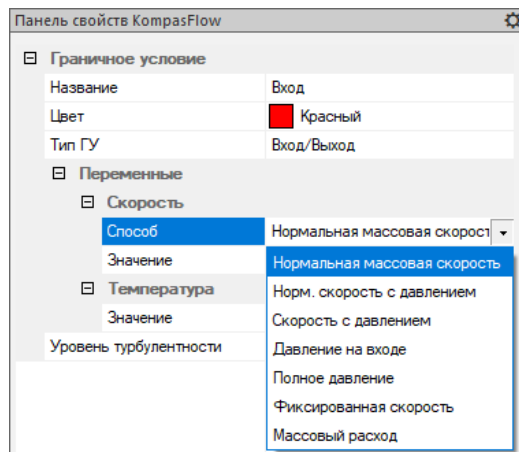 Панель свойств KompasFlow
Граничное условие
Название Вход
Цвет Красный
Тип ГУ Вход/Выход
Переменные
Скорость
Способ Нормальная массовая скорост
Значение Нормальная массовая скорость
Норм. скорость с давлением
Температура
Скорость с давлением
Значение
Уровень турбулентности Давление на входе
Полное давление
Фиксированная скорость
Массовый расход